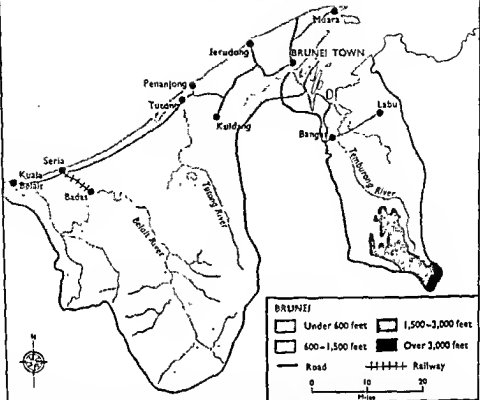 Muara
Jerudong
BRUNEI TOWN
Penanjong
Tutong
Labu
Kuldang
Bangar
Seria
Kuala
Belait
Badas
Temburong
River
Tutong River
Belait River
N
BRUNEI
Under 600 feet
1,500-3,000 feet
600-1,500 feet
Over 3,000 feet
Road
Railway
0 10 20
Miles